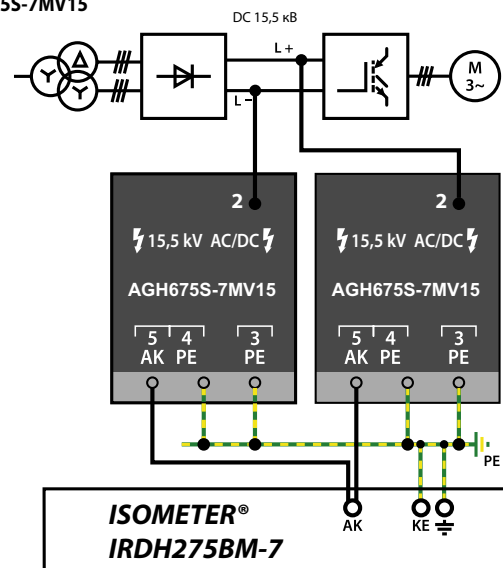 5S-7MV15
DC 15,5 кВ
L +
L –
M
3~
2
15,5 kV AC/DC
AGH675S-7MV15
5 4 3
AK PE PE
2
15,5 kV AC/DC
AGH675S-7MV15
5 4 3
AK PE PE
PE
ISOMETER®
IRDH275BM-7
AK KE